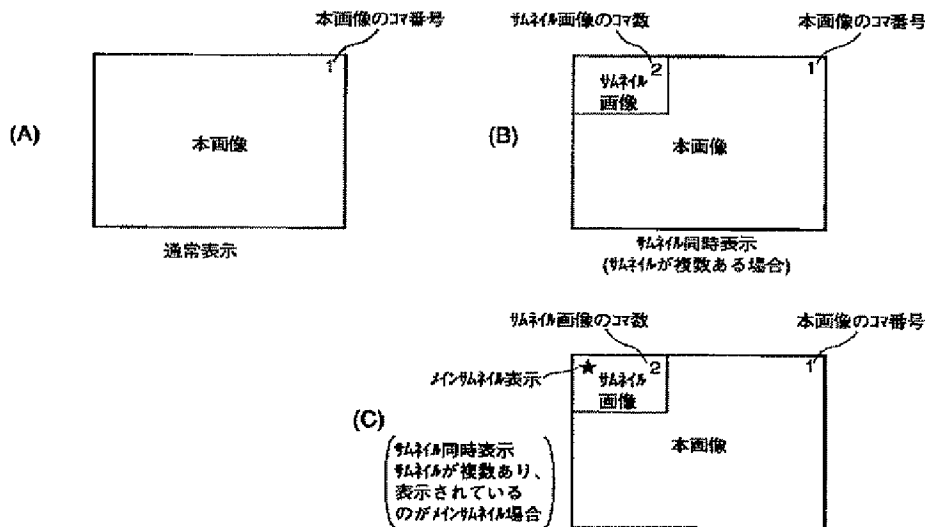 本画像のコマ番号
1
(A)
本画像
通常表示
サムネイル画像のコマ数
本画像のコマ番号
2
1
サムネイル
画像
(B)
本画像
サムネイル同時表示
(サムネイルが複数ある場合)
サムネイル画像のコマ数
本画像のコマ番号
2
1
メインサムネイル表示
★
サムネイル
画像
(C)
本画像
サムネイル同時表示
サムネイルが複数あり、
表示されている
のがメインサムネイル場合